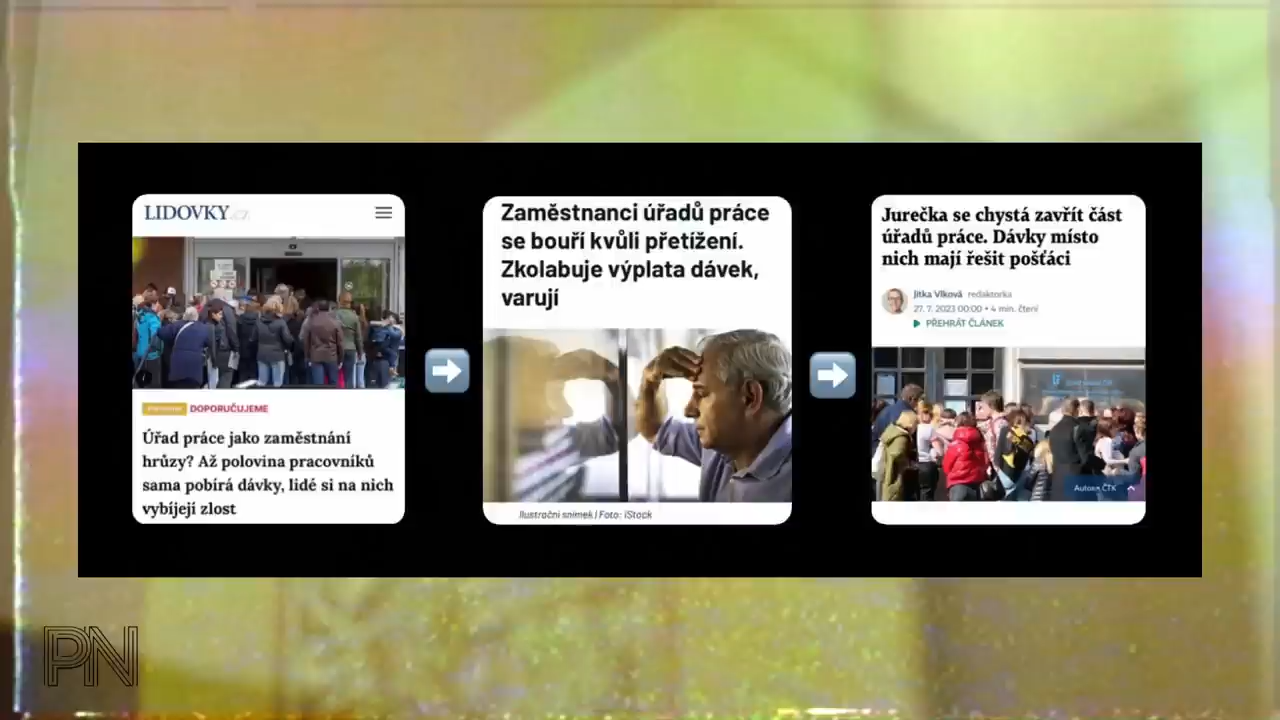 LIDOVKY.cz
DOPORUČUJEME
Úřad práce jako zaměstnání
hrůzy? Až polovina pracovníků
sama pobírá dávky, lidé si na nich
vybíjejí zlost
Zaměstnanci úřadů práce
se bouří kvůli přetížení.
Zkolabuje výplata dávek,
varují
Ilustrační snímek | Foto: iStock
Jurečka se chystá zavřít část
úřadů práce. Dávky místo
nich mají řešit pošťáci
Jitka Vlková redaktorka
27. 7. 2023 00:00 • 4 min. čtení
PŘEHRÁT ČLÁNEK
Autor: ČTK
PN